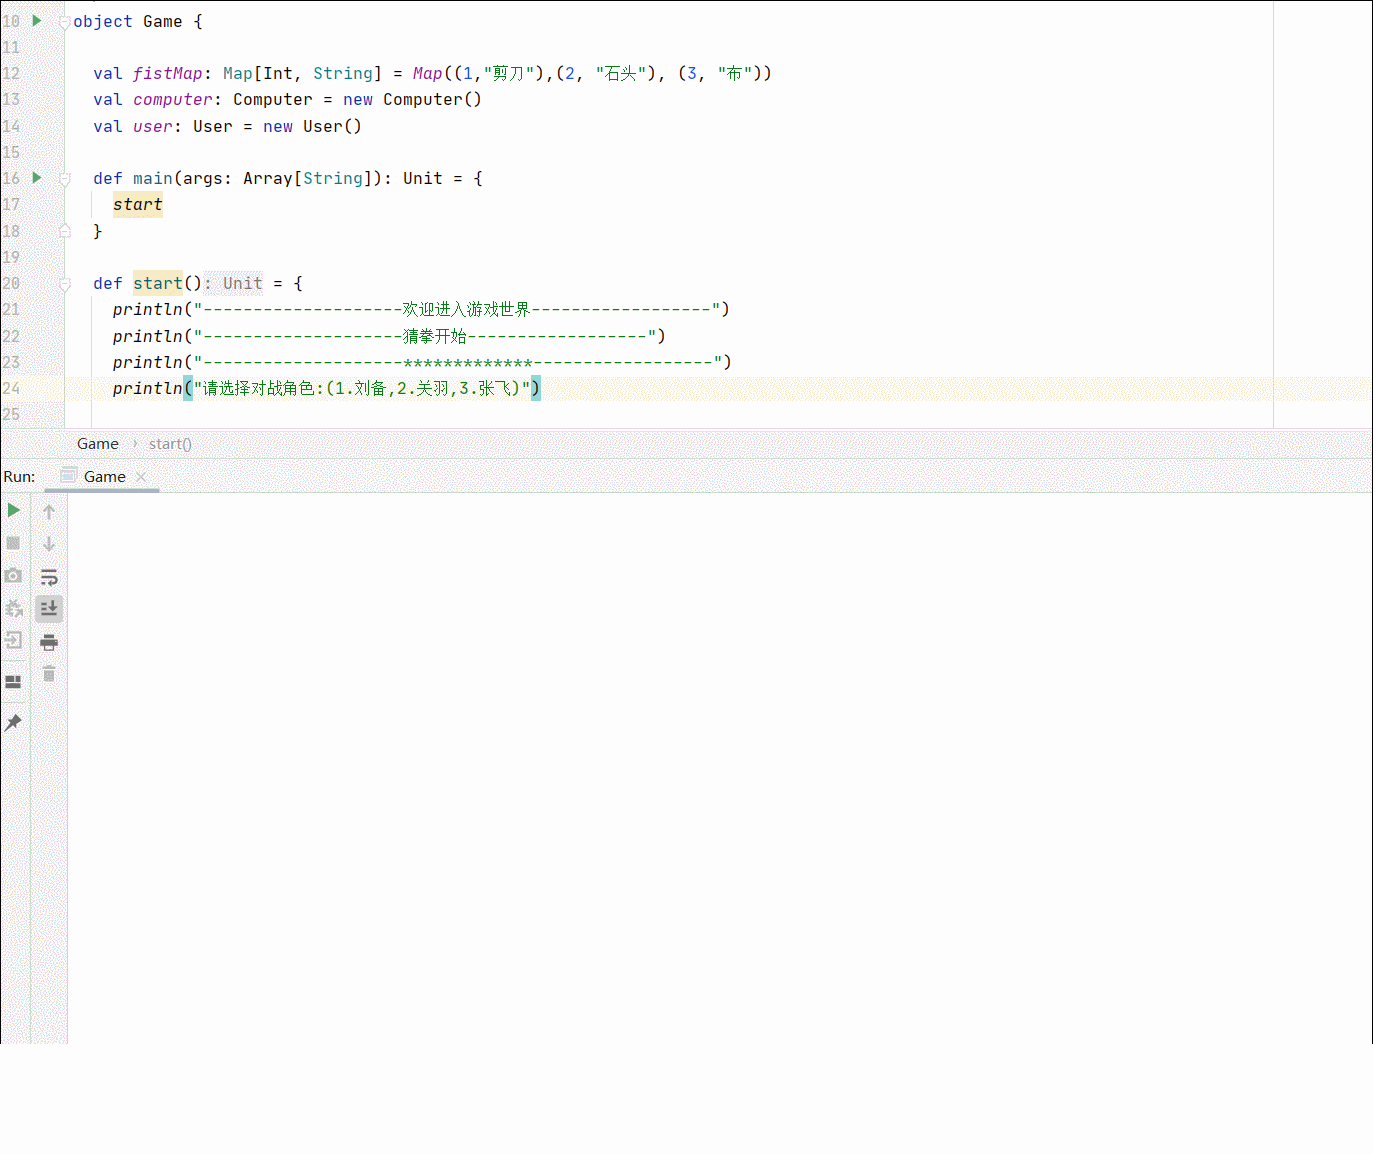 10 object Game {
11
12 val fistMap: Map[Int, String] = Map((1,"剪刀"),(2, "石头"), (3, "布"))
13 val computer: Computer = new Computer()
14 val user: User = new User()
15
16 def main(args: Array[String]): Unit = {
17 start
18 }
19
20 def start(): Unit = {
21 println("--------------------欢迎进入游戏世界------------------")
22 println("--------------------猜拳开始------------------")
23 println("--------------------*************------------------")
24 println("请选择对战角色:(1.刘备,2.关羽,3.张飞)")
25
Game › start()
Run: Game ×